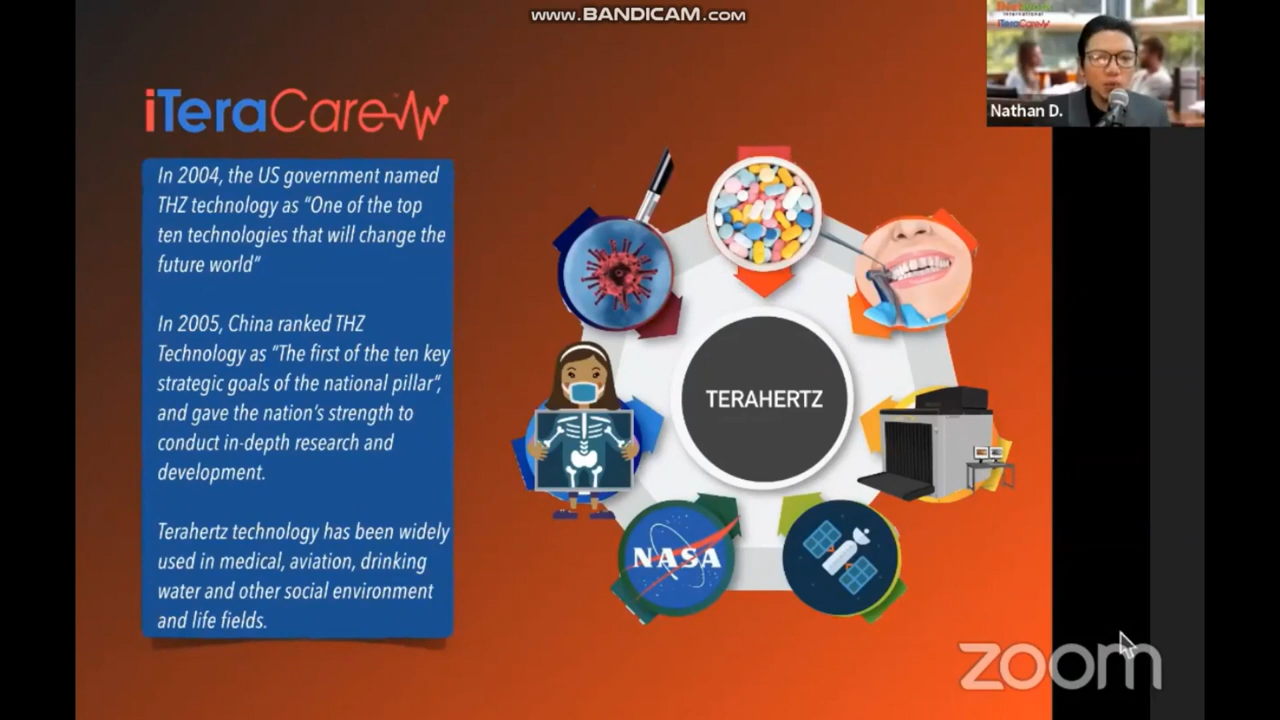 www.BANDICAM.com
iTeraCare
Nathan D.
iTeraCare
In 2004, the US government named
THZ technology as “One of the top
ten technologies that will change the
future world”
In 2005, China ranked THZ
Technology as “The first of the ten key
strategic goals of the national pillar”,
and gave the nation’s strength to
conduct in-depth research and
development.
Terahertz technology has been widely
used in medical, aviation, drinking
water and other social environment
and life fields.
TERAHERTZ
NASA
zoom